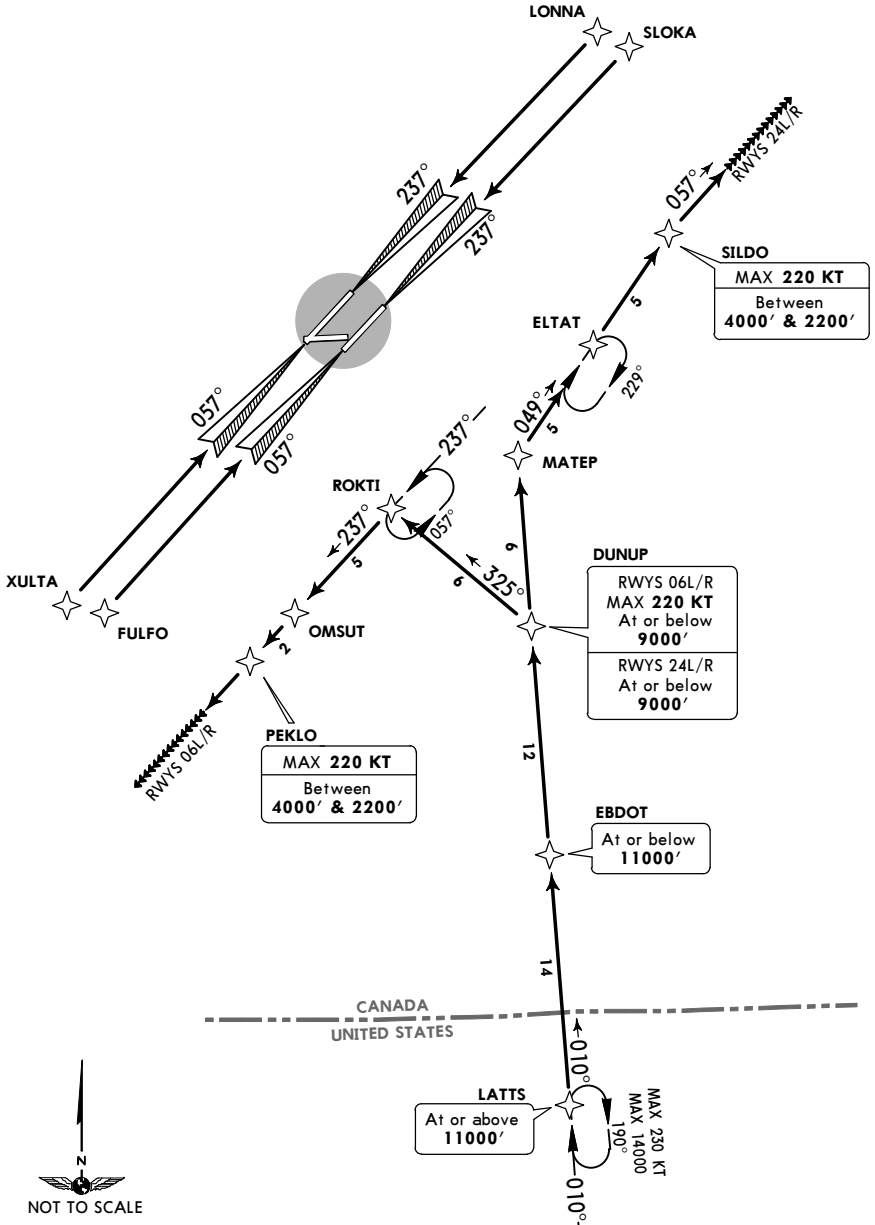 LONNA
SLOKA
RWYS 24L/R
237°
237°
057°
SILDO
MAX 220 KT
Between
4000′ & 2200′
5
ELTAT
229°
049°
5
MATEP
057°
057°
237°
ROKTI
057°
237°
5
325°
6
6
DUNUP
RWYS 06L/R
MAX 220 KT
At or below
9000′
RWYS 24L/R
At or below
9000′
XULTA
FULFO
OMSUT
2
PEKLO
MAX 220 KT
Between
4000′ & 2200′
RWYS 06L/R
12
EBDOT
At or below
11000′
14
CANADA
UNITED STATES
010°
LATTS
At or above
11000′
MAX 230 KT
MAX 14000
190°
010°
N
NOT TO SCALE